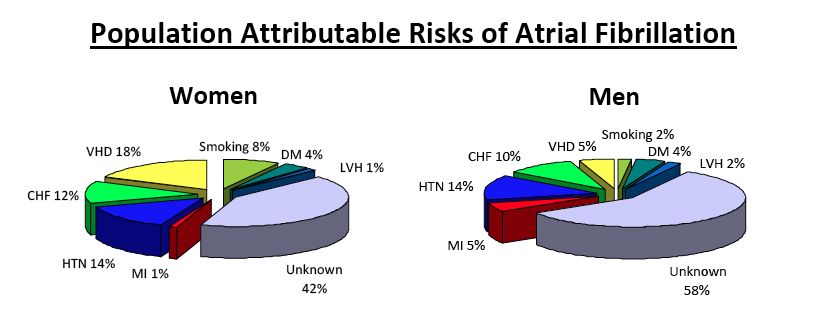 Population Attributable Risks of Atrial Fibrillation
Women
VHD 18%
Smoking 8%
DM 4%
LVH 1%
CHF 12%
HTN 14%
MI 1%
Unknown
42%
Men
Smoking 2%
VHD 5%
DM 4%
CHF 10%
LVH 2%
HTN 14%
MI 5%
Unknown
58%